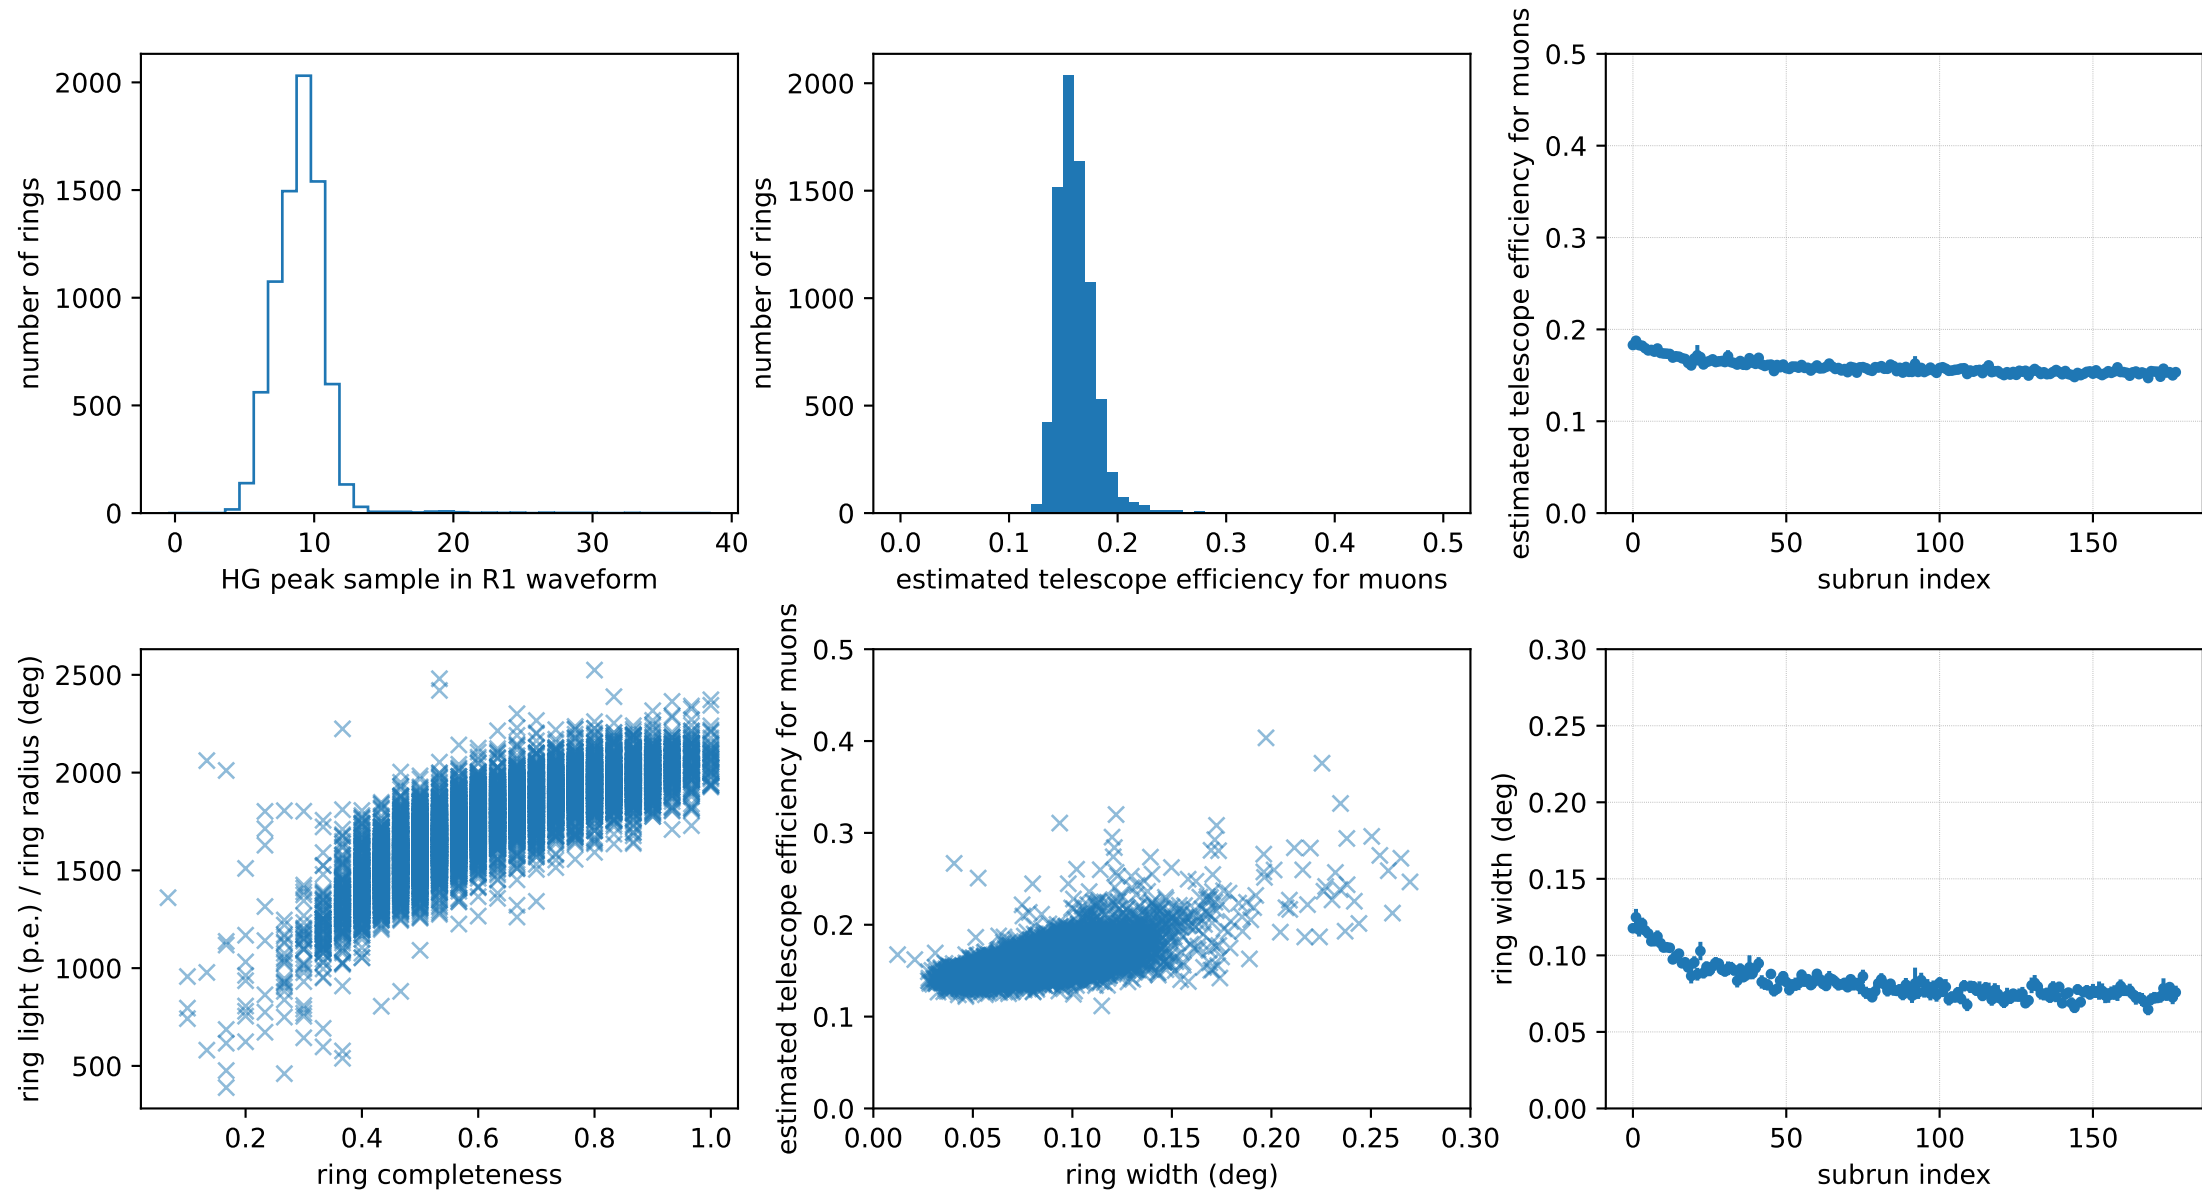 number of rings
2000
1500
1000
500
0
0 10 20 30 40
HG peak sample in R1 waveform
number of rings
2000
1500
1000
500
0
0.0 0.1 0.2 0.3 0.4 0.5
estimated telescope efficiency for muons
estimated telescope efficiency for muons
0.5
0.4
0.3
0.2
0.1
0.0
0 50 100 150
subrun index
ring light (p.e.) / ring radius (deg)
2500
2000
1500
1000
500
0.2 0.4 0.6 0.8 1.0
ring completeness
estimated telescope efficiency for muons
0.5
0.4
0.3
0.2
0.1
0.0
0.00 0.05 0.10 0.15 0.20 0.25 0.30
ring width (deg)
ring width (deg)
0.30
0.25
0.20
0.15
0.10
0.05
0.00
0 50 100 150
subrun index